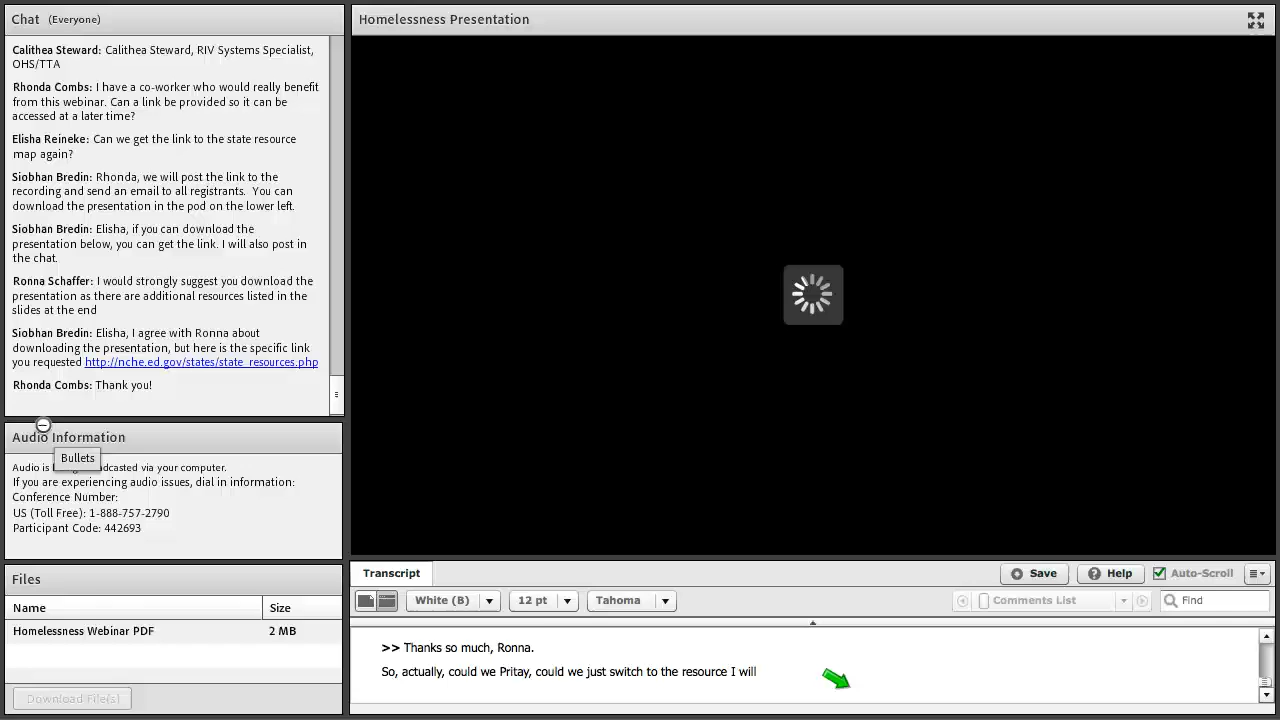 Chat (Everyone)
Calithea Steward: Calithea Steward, RIV Systems Specialist,
OHS/TTA
Rhonda Combs: I have a co-worker who would really benefit
from this webinar. Can a link be provided so it can be
accessed at a later time?
Elisha Reineke: Can we get the link to the state resource
map again?
Siobhan Bredin: Rhonda, we will post the link to the
recording and send an email to all registrants. You can
download the presentation in the pod on the lower left.
Siobhan Bredin: Elisha, if you can download the
presentation below, you can get the link. I will also post in
the chat.
Ronna Schaffer: I would strongly suggest you download the
presentation as there are additional resources listed in the
slides at the end
Siobhan Bredin: Elisha, I agree with Ronna about
downloading the presentation, but here is the specific link
you requested http://nche.ed.gov/states/state_resources.php
Rhonda Combs: Thank you!
Audio Information
Bullets
Audio is
dcasted via your computer.
If you are experiencing audio issues, dial in information:
Conference Number:
US (Toll Free): 1-888-757-2790
Participant Code: 442693
Files
Name Size
Homelessness Webinar PDF 2 MB
Download File(s)
Homelessness Presentation
Transcript Save Help Auto-Scroll
White (B) 12 pt Tahoma Comments List Find
>> Thanks so much, Ronna.
So, actually, could we Pritay, could we just switch to the resource I will